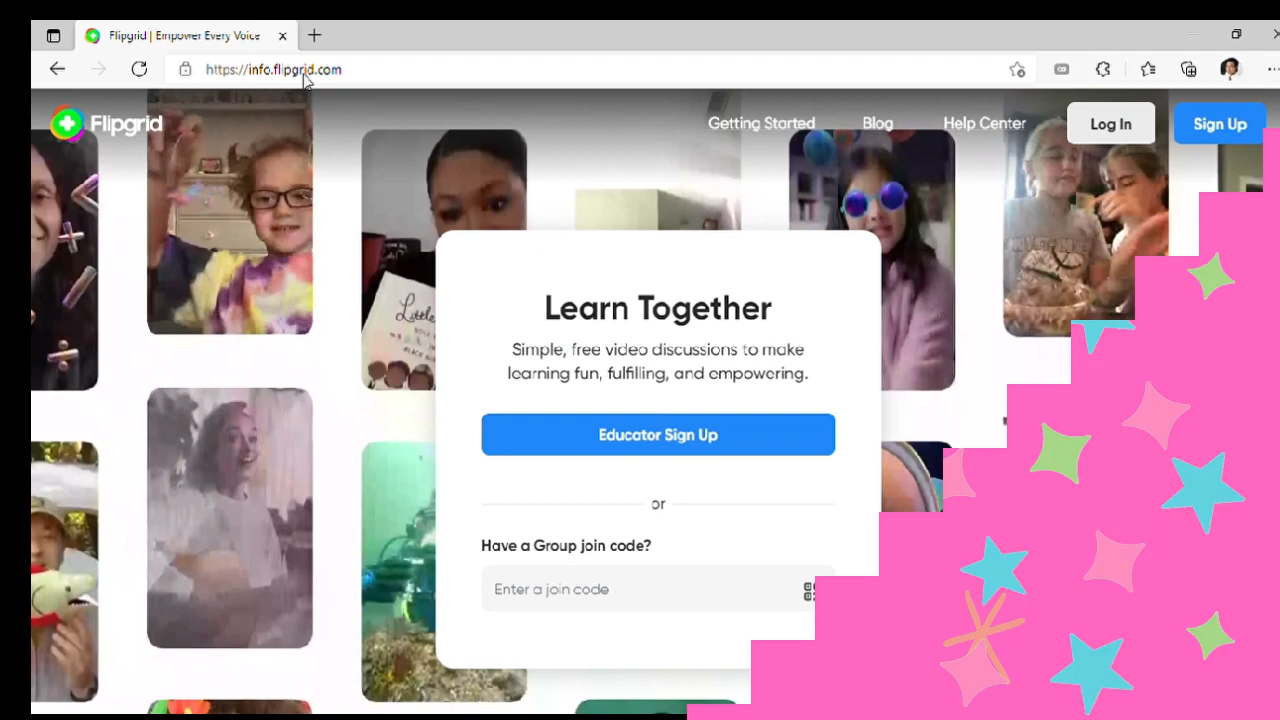 Flipgrid | Empower Every Voice
https://info.flipgrid.com
Flipgrid
Getting Started
Blog
Help Center
Log In
Sign Up
Little
Learn Together
Simple, free video discussions to make
learning fun, fulfilling, and empowering.
Educator Sign Up
or
Have a Group join code?
Enter a join code